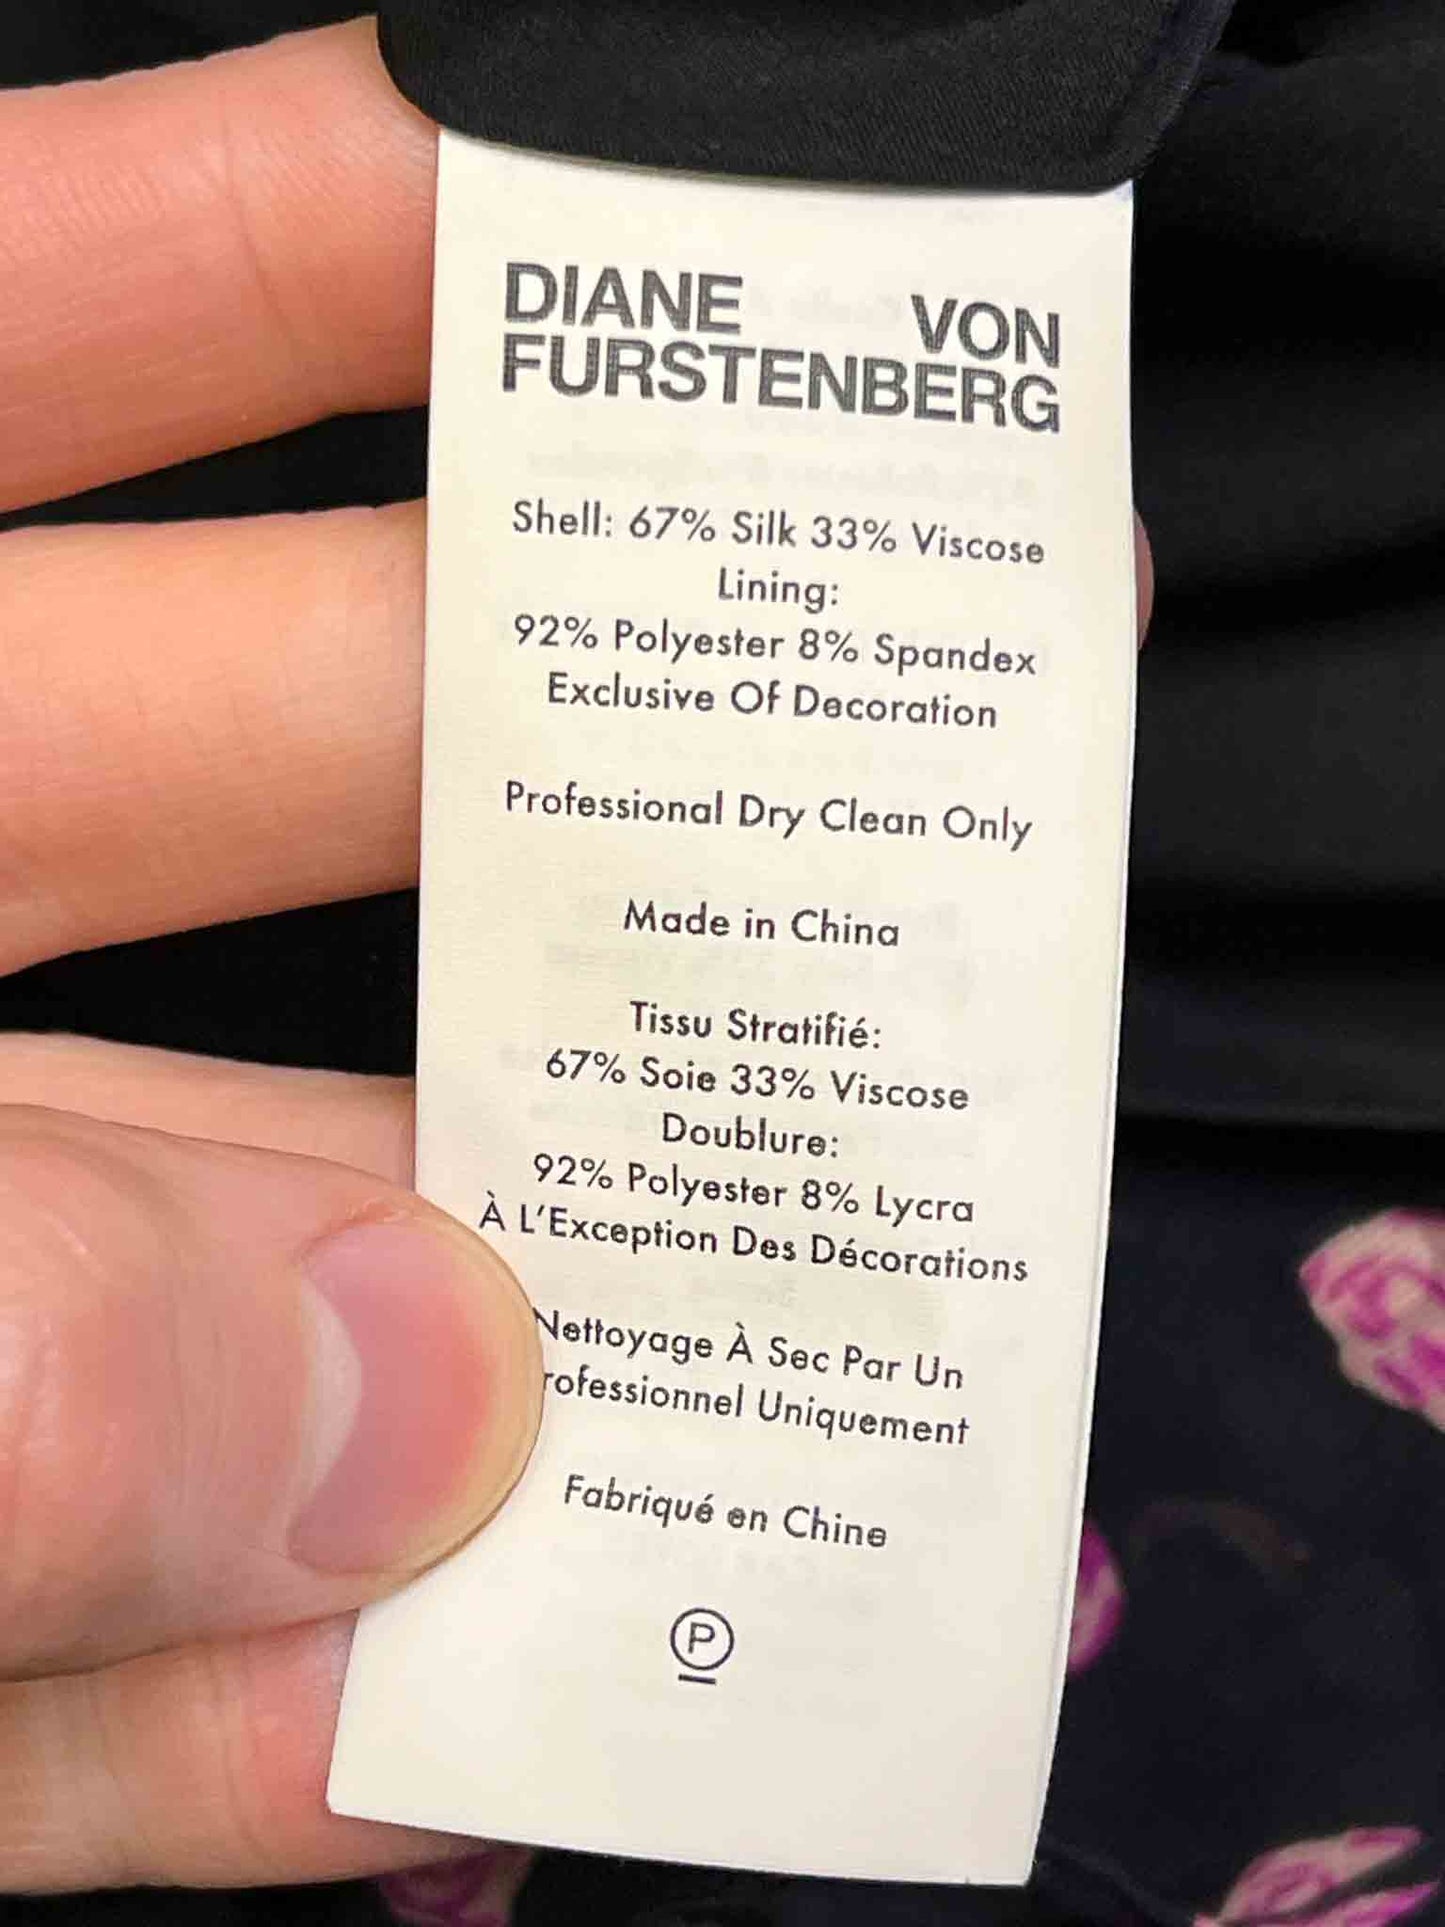 DIANE VON
FURSTENBERG
Shell: 67% Silk 33% Viscose
Lining:
92% Polyester 8% Spandex
Exclusive Of Decoration
Professional Dry Clean Only
Made in China
Tissu Stratifié:
67% Soie 33% Viscose
Doublure:
92% Polyester 8% Lycra
À L'Exception Des Décorations
Nettoyage À Sec Par Un
rofessionnel Uniquement
Fabriqué en Chine
P